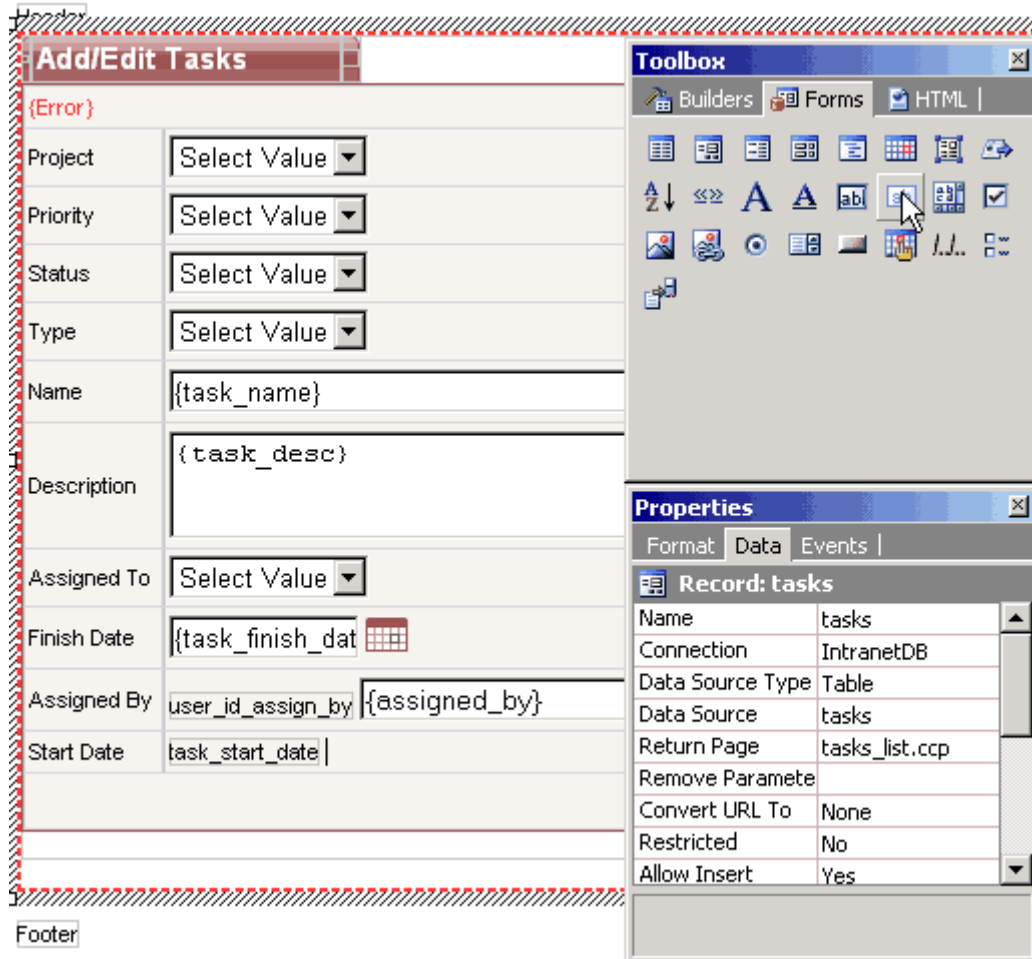 Header
Add/Edit Tasks
{Error}
Project Select Value
Priority Select Value
Status Select Value
Type Select Value
Name {task_name}
Description {task_desc}
Assigned To Select Value
Finish Date {task_finish_dat
Assigned By user_id_assign_by {assigned_by}
Start Date task_start_date
Footer
Toolbox
Builders Forms HTML
Properties
Format Data Events
Record: tasks
Name tasks
Connection IntranetDB
Data Source Type Table
Data Source tasks
Return Page tasks_list.ccp
Remove Paramete
Convert URL To None
Restricted No
Allow Insert Yes